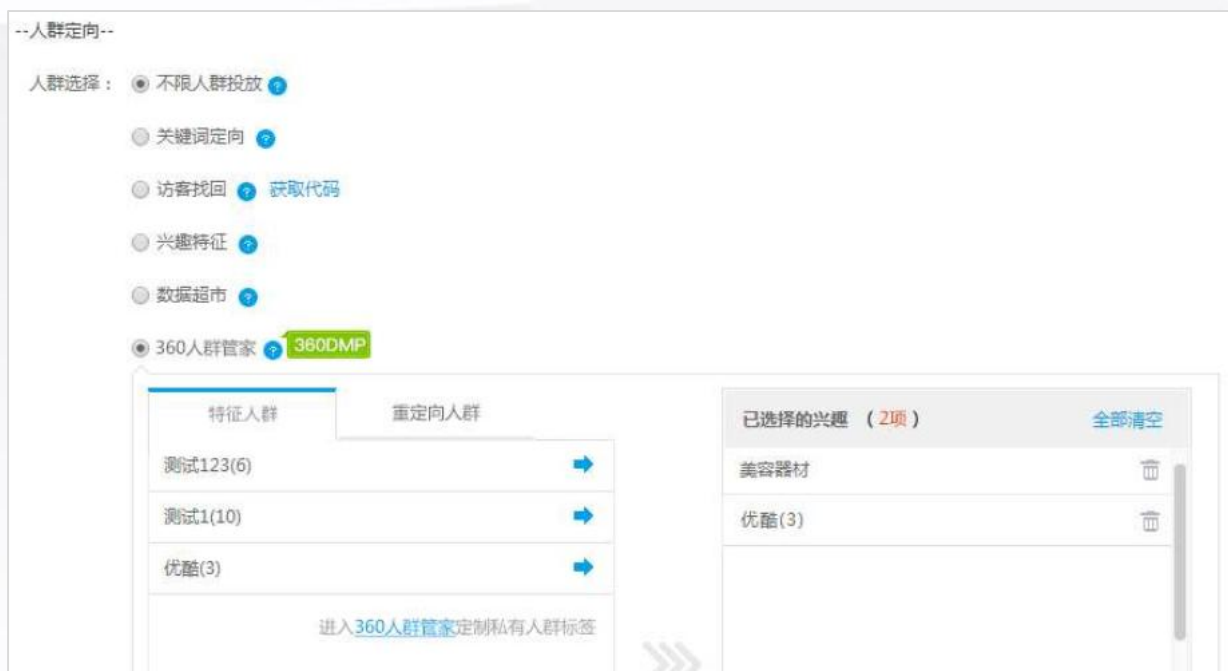 --人群定向--
人群选择： 不限人群投放 ?
关键词定向 ?
访客找回 ? 获取代码
兴趣特征 ?
数据超市 ?
360人群管家 ? 360DMP
特征人群 重定向人群
已选择的兴趣 （2项） 全部清空
测试123(6)
美容器材
测试1(10)
优酷(3)
优酷(3)
进入360人群管家定制私有人群标签